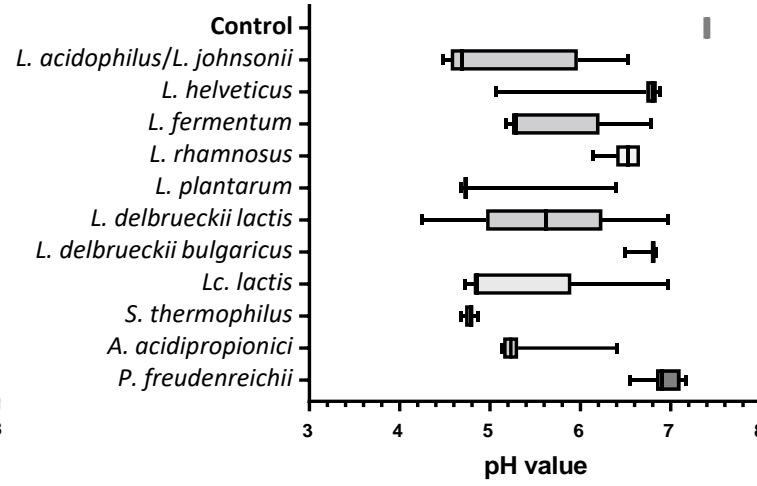 Control
L. acidophilus/L. johnsonii
L. helveticus
L. fermentum
L. rhamnosus
L. plantarum
L. delbrueckii lactis
L. delbrueckii bulgaricus
Lc. lactis
S. thermophilus
A. acidipropionici
P. freudenreichii
3 4 5 6 7 8
pH value